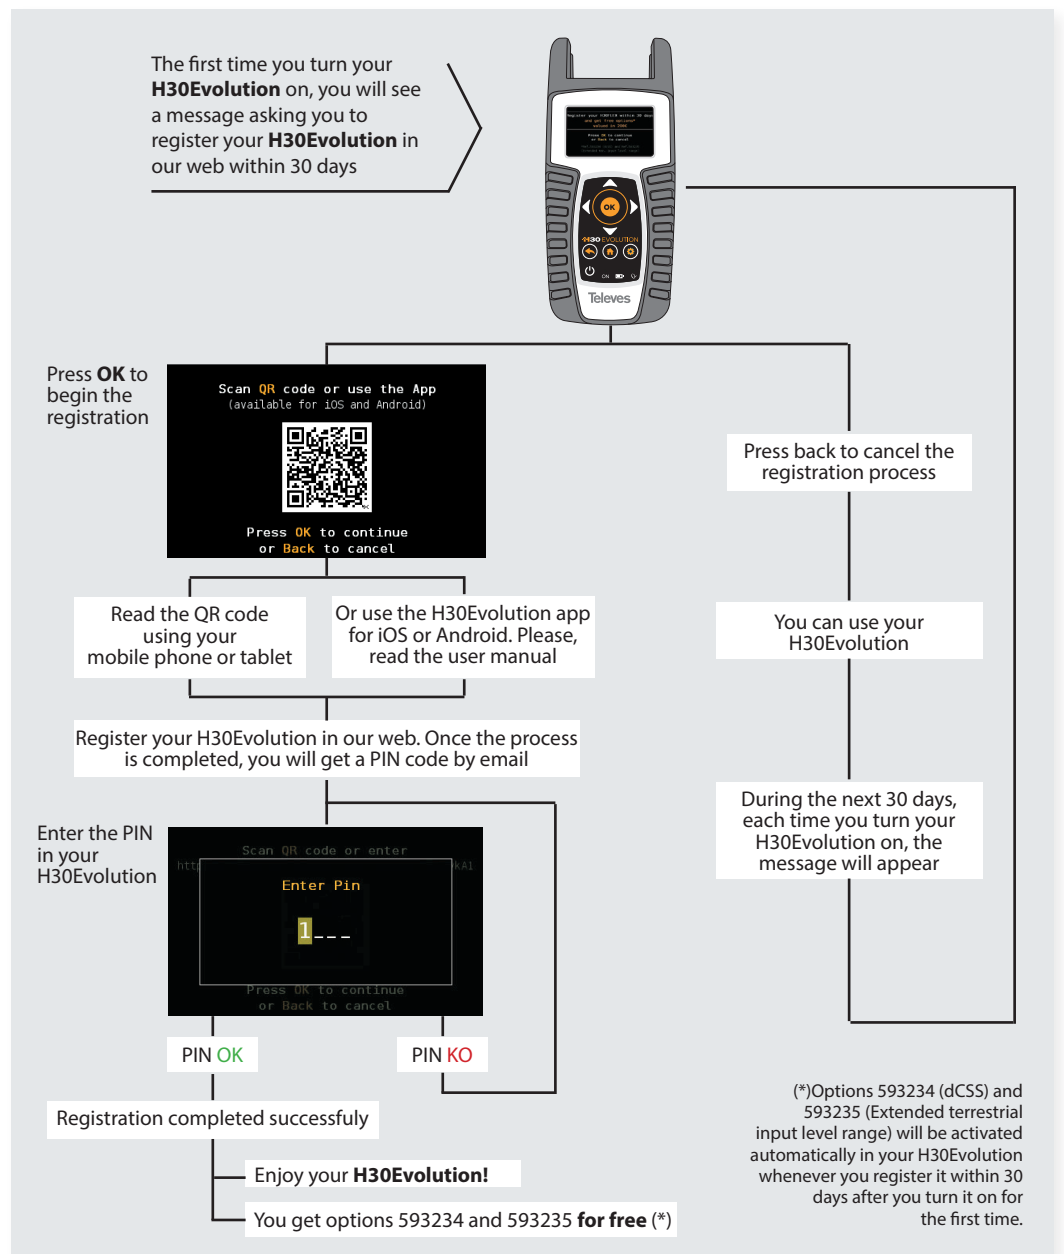 The first time you turn your
H30Evolution on, you will see
a message asking you to
register your H30Evolution in
our web within 30 days
Press OK to continue
or Back to cancel
OK
H30 EVOLUTION
ON
Televes
Press OK to
begin the
registration
Scan QR code or use the App
(available for iOS and Android)
Press OK to continue
or Back to cancel
Read the QR code
using your
mobile phone or tablet
Or use the H30Evolution app
for iOS or Android. Please,
read the user manual
Register your H30Evolution in our web. Once the process
is completed, you will get a PIN code by email
Enter the PIN
in your
H30Evolution
Scan QR code or enter
Enter Pin
1___
Press OK to continue
or Back to cancel
PIN OK
PIN KO
Registration completed successfuly
Enjoy your H30Evolution!
You get options 593234 and 593235 for free (*)
Press back to cancel the
registration process
You can use your
H30Evolution
During the next 30 days,
each time you turn your
H30Evolution on, the
message will appear
(*)Options 593234 (dCSS) and
593235 (Extended terrestrial
input level range) will be activated
automatically in your H30Evolution
whenever you register it within 30
days after you turn it on for
the first time.